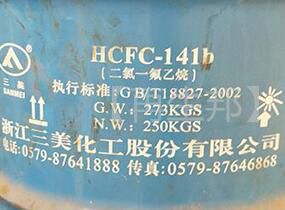 HCFC-141b
三美
SANMEI
(二氯一氟乙烷)
执行标准:GB/T18827-2002
G.W.: 273KGS
N.W.: 250KGS
浙江三美化工股份有限公司
电话:0579-87641888 传真:0579-87646868